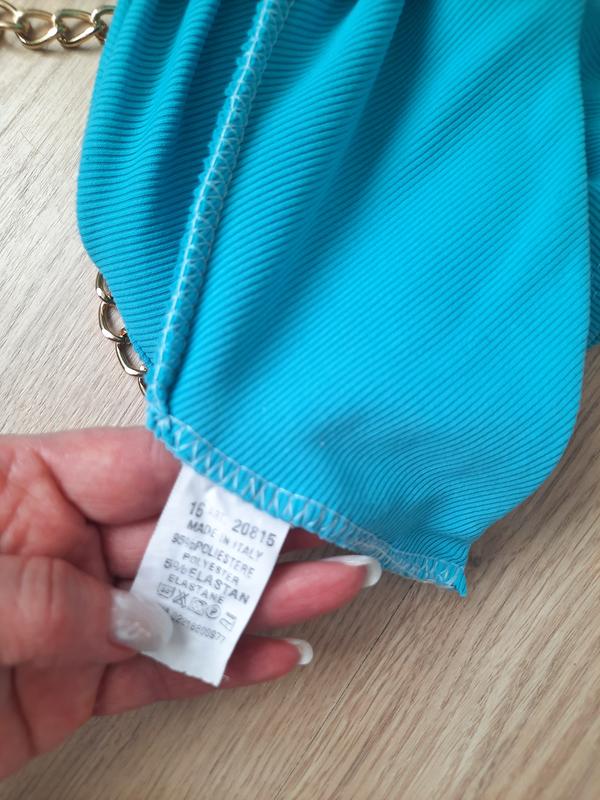 16 ART. 20815
MADE IN ITALY
95%POLIESTERE
POLYESTER
5%ELASTAN
ELASTANE